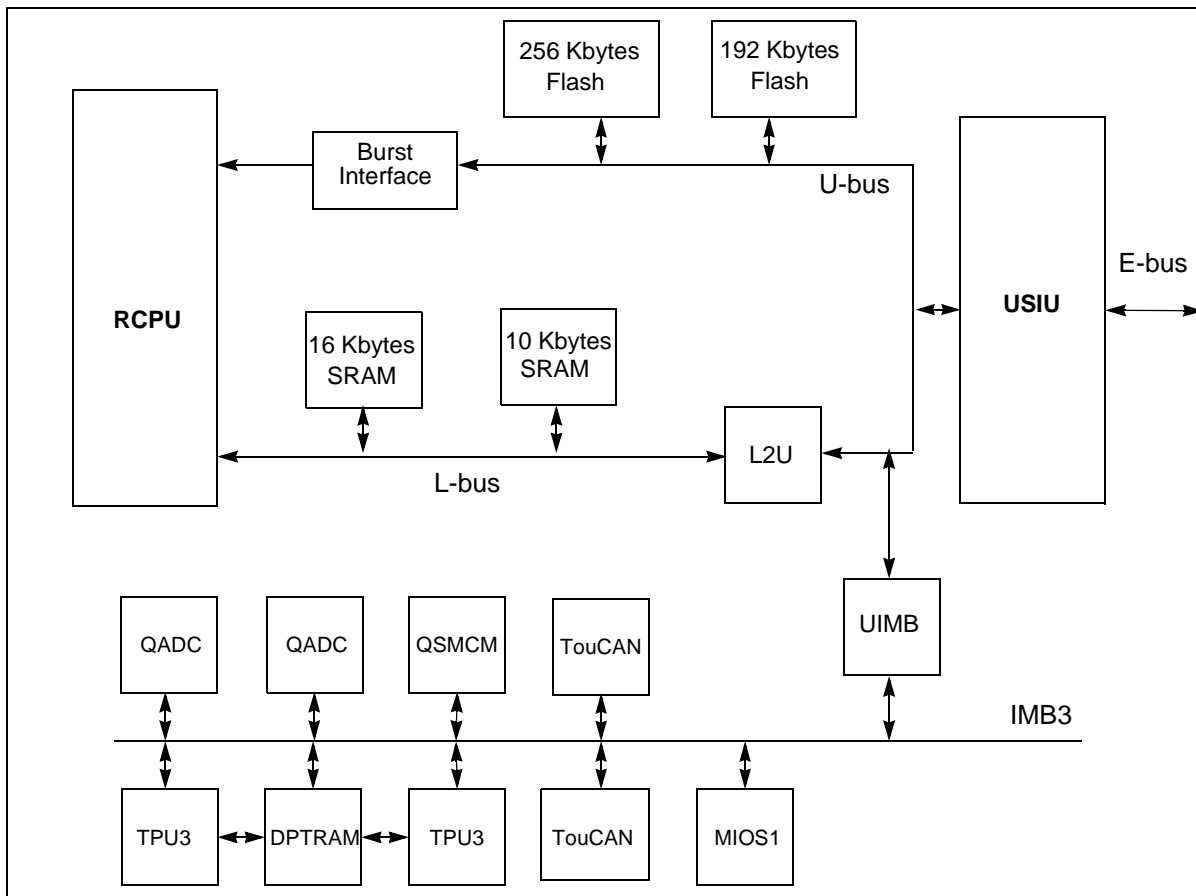 256 Kbytes
Flash
192 Kbytes
Flash
Burst
Interface
U-bus
RCPU
USIU
E-bus
16 Kbytes
SRAM
10 Kbytes
SRAM
L2U
L-bus
UIMB
QADC
QADC
QSMCM
TouCAN
IMB3
TPU3
DPTRAM
TPU3
TouCAN
MIOS1